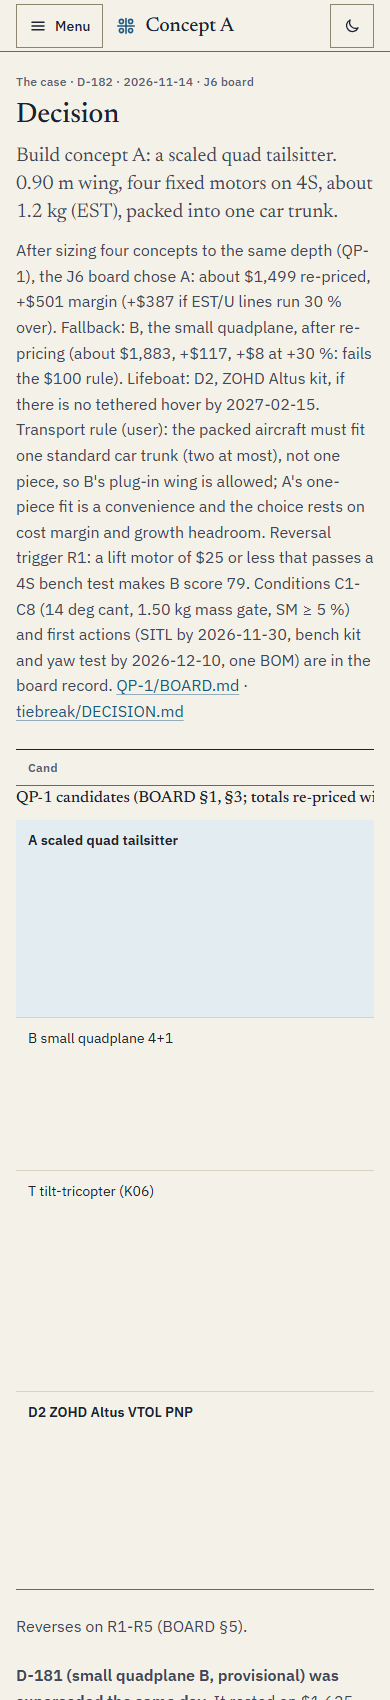 Menu
Concept A
The case · D-182 · 2026-11-14 · J6 board
Decision
Build concept A: a scaled quad tailsitter.
0.90 m wing, four fixed motors on 4S, about
1.2 kg (EST), packed into one car trunk.
After sizing four concepts to the same depth (QP-
1), the J6 board chose A: about $1,499 re-priced,
+$501 margin (+$387 if EST/U lines run 30 %
over). Fallback: B, the small quadplane, after re-
pricing (about $1,883, +$117, +$8 at +30 %: fails
the $100 rule). Lifeboat: D2, ZOHD Altus kit, if
there is no tethered hover by 2027-02-15.
Transport rule (user): the packed aircraft must fit
one standard car trunk (two at most), not one
piece, so B's plug-in wing is allowed; A's one-
piece fit is a convenience and the choice rests on
cost margin and growth headroom. Reversal
trigger R1: a lift motor of $25 or less that passes a
4S bench test makes B score 79. Conditions C1-
C8 (14 deg cant, 1.50 kg mass gate, SM ≥ 5 %)
and first actions (SITL by 2026-11-30, bench kit
and yaw test by 2026-12-10, one BOM) are in the
board record. QP-1/BOARD.md ·
tiebreak/DECISION.md
Cand
QP-1 candidates (BOARD §1, §3; totals re-priced wi
A scaled quad tailsitter
B small quadplane 4+1
T tilt-tricopter (K06)
D2 ZOHD Altus VTOL PNP
Reverses on R1-R5 (BOARD §5).
D-181 (small quadplane B, provisional) was
superseded the same day. It rested on $1,635